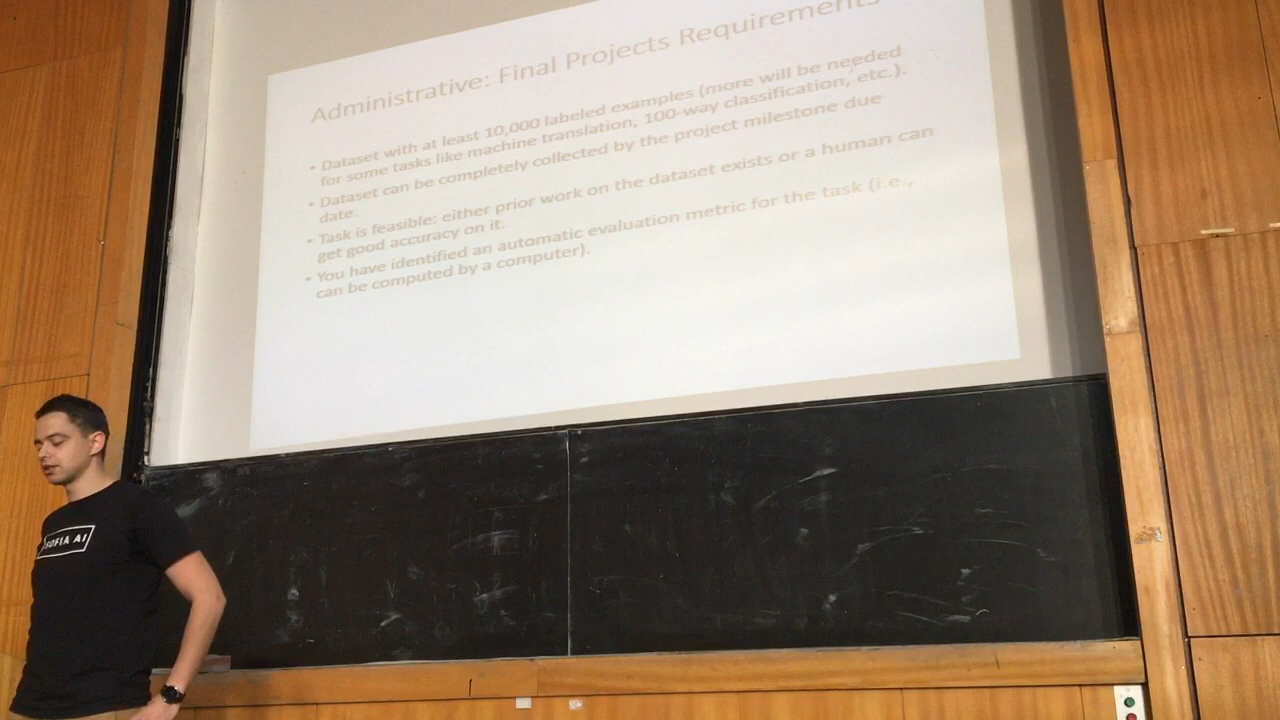 Administrative: Final Projects Requirements
• Dataset with at least 10,000 labeled examples (more will be needed
for some tasks like machine translation, 100-way classification, etc.).
• Dataset can be completely collected by the project milestone due
date.
• Task is feasible: either prior work on the dataset exists or a human can
get good accuracy on it.
• You have identified an automatic evaluation metric for the task (i.e.,
can be computed by a computer).
SOFIA AI